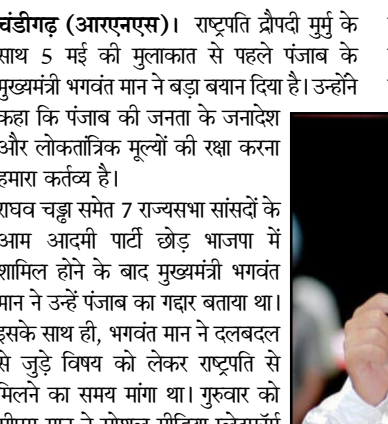 चंडीगढ़ (आरएनएस)। राष्ट्रपति द्रौपदी मुर्मु के
साथ 5 मई की मुलाकात से पहले पंजाब के
मुख्यमंत्री भगवंत मान ने बड़ा बयान दिया है। उन्होंने
कहा कि पंजाब की जनता के जनादेश
और लोकतांत्रिक मूल्यों की रक्षा करना
हमारा कर्तव्य है।
राघव चड्ढा समेत 7 राज्यसभा सांसदों के
आम आदमी पार्टी छोड़ भाजपा में
शामिल होने के बाद मुख्यमंत्री भगवंत
मान ने उन्हें पंजाब का गद्दार बताया था।
इसके साथ ही, भगवंत मान ने दलबदल
से जुड़े विषय को लेकर राष्ट्रपति से
मिलने का समय मांगा था। गुरुवार को